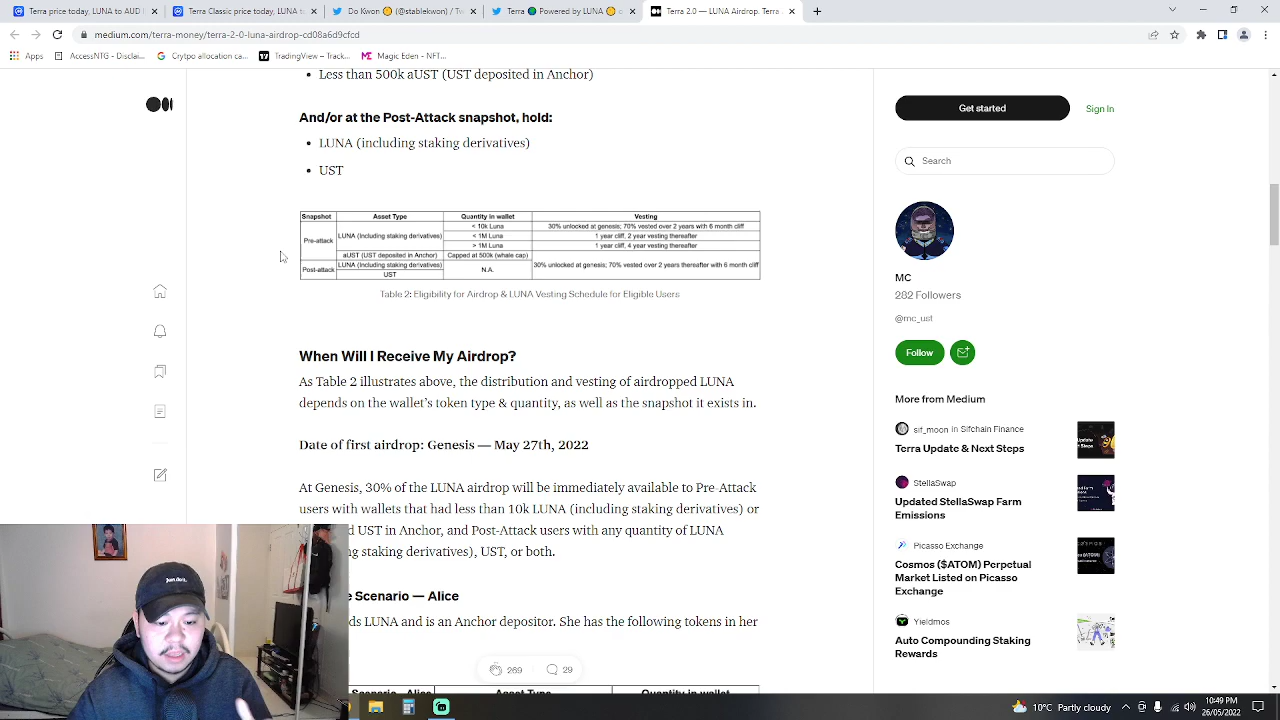 Terra price today, LUNA to AUD
Terra Classic price today, LUNA t
Do Kwon 🌕 (@stablekwon) / Tw
Terra 🌍 Powered by LUNA 🌕 c
Terra 2.0 — LUNA Airdrop, Terra
medium.com/terra-money/terra-2-0-luna-airdrop-cd08a6d9cfcd
Apps
AccessNTG - Disclai...
Crytpo allocation ca...
TradingView – Track...
Magic Eden - NFT...
Less than 500k aUST (UST deposited in Anchor)
And/or at the Post-Attack snapshot, hold:
LUNA (including staking derivatives)
UST
Snapshot Asset Type Quantity in wallet Vesting
Pre-attack LUNA (Including staking derivatives) < 10k Luna 30% unlocked at genesis; 70% vested over 2 years with 6 month cliff
< 1M Luna 1 year cliff, 2 year vesting thereafter
> 1M Luna 1 year cliff, 4 year vesting thereafter
aUST (UST deposited in Anchor) Capped at 500k (whale cap)
Post-attack LUNA (Including staking derivatives) N.A. 30% unlocked at genesis; 70% vested over 2 years thereafter with 6 month cliff
UST
Table 2: Eligibility for Airdrop & LUNA Vesting Schedule for Eligible Users
When Will I Receive My Airdrop?
As Table 2 illustrates above, the distribution and vesting of airdropped LUNA
depends on the wallet's token type & quantity, as well as the snapshot it exists in.
Date of first airdrop: Genesis — May 27th, 2022
At Genesis, 30% of the LUNA airdrop will be immediately available to Pre-Attack
users with wallets that had less than 10k LUNA (including staking derivatives) or
d UST in Anchor, and Post-Attack users with any quantity of LUNA
ng staking derivatives), UST, or both.
e Scenario — Alice
ds LUNA and is an Anchor depositor. She has the following tokens in her
269
29
Scenario Alice Asset Type Quantity in wallet
Get started
Sign In
Search
MC
282 Followers
@mc_ust
Follow
More from Medium
sif_moon in Sifchain Finance
Terra Update & Next Steps
StellaSwap
Updated StellaSwap Farm
Emissions
Picasso Exchange
Cosmos ($ATOM) Perpetual
Market Listed on Picasso
Exchange
Yieldmos
Auto Compounding Staking
Rewards
10°C Partly cloudy
10:49 PM
26/05/2022